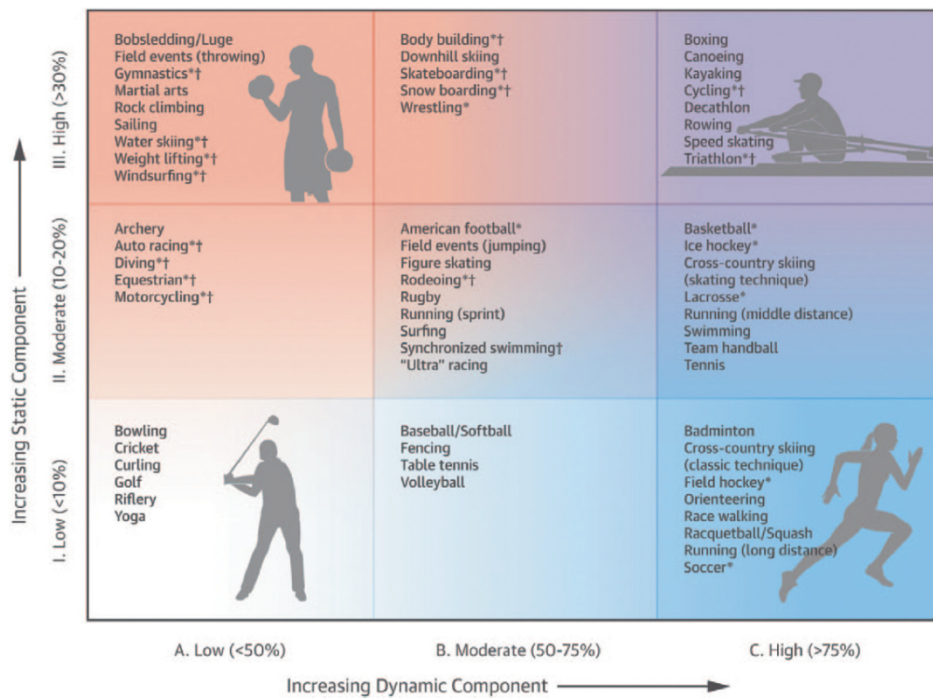 Increasing Static Component
III. High (>30%)
Bobsledding/Luge
Field events (throwing)
Gymnastics*†
Martial arts
Rock climbing
Sailing
Water skiing*†
Weight lifting*†
Windsurfing*†
Body building*†
Downhill skiing
Skateboarding*†
Snow boarding*†
Wrestling*
Boxing
Canoeing
Kayaking
Cycling*†
Decathlon
Rowing
Speed skating
Triathlon*†
II. Moderate (10-20%)
Archery
Auto racing*†
Diving*†
Equestrian*†
Motorcycling*†
American football*
Field events (jumping)
Figure skating
Rodeoing*†
Rugby
Running (sprint)
Surfing
Synchronized swimming†
"Ultra" racing
Basketball*
Ice hockey*
Cross-country skiing
(skating technique)
Lacrosse*
Running (middle distance)
Swimming
Team handball
Tennis
I. Low (<10%)
Bowling
Cricket
Curling
Golf
Riflery
Yoga
Baseball/Softball
Fencing
Table tennis
Volleyball
Badminton
Cross-country skiing
(classic technique)
Field hockey*
Orienteering
Race walking
Racquetball/Squash
Running (long distance)
Soccer*
A. Low (<50%)
B. Moderate (50-75%)
C. High (>75%)
Increasing Dynamic Component